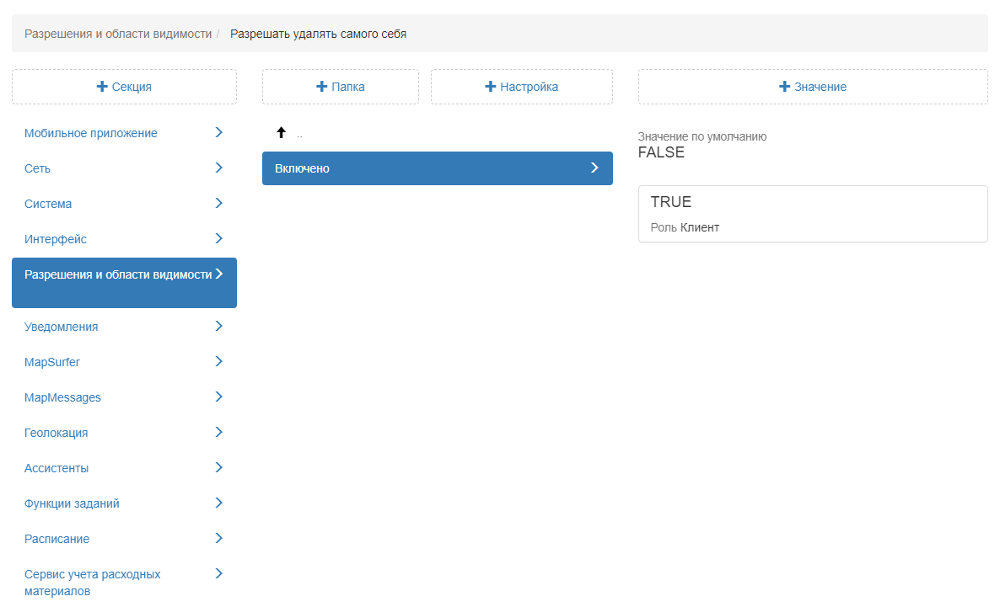 Разрешения и области видимости / Разрешать удалять самого себя
Секция
Папка
Настройка
Значение
Мобильное приложение
Сеть
Система
Интерфейс
Разрешения и области видимости
Уведомления
MapSurfer
MapMessages
Геолокация
Ассистенты
Функции заданий
Расписание
Сервис учета расходных
материалов
..
Включено
Значение по умолчанию
FALSE
TRUE
Роль Клиент